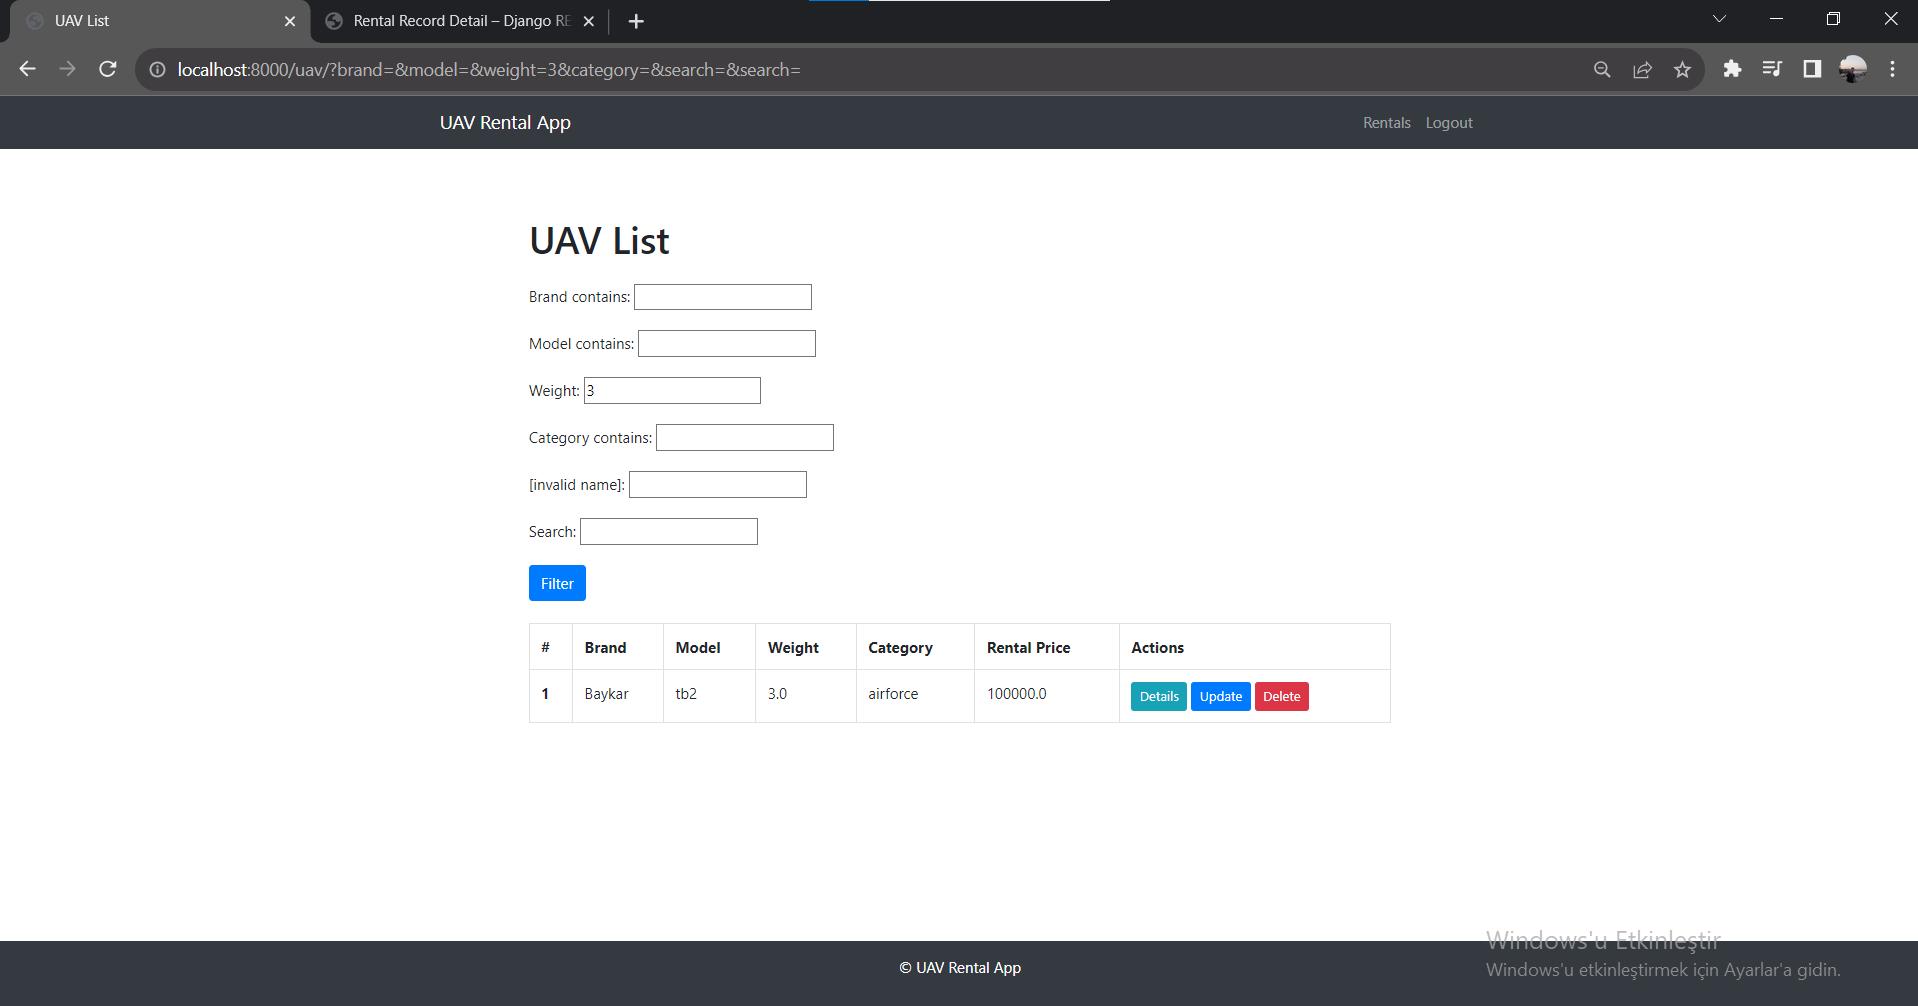 UAV List
Rental Record Detail – Django RE
localhost:8000/uav/?brand=&model=&weight=3&category=&search=&search=
UAV Rental App
Rentals Logout
UAV List
Brand contains:
Model contains:
Weight: 3
Category contains:
[invalid name]:
Search:
Filter
# Brand Model Weight Category Rental Price Actions
1 Baykar tb2 3.0 airforce 100000.0 Details Update Delete
Windows'u Etkinleştir
© UAV Rental App
Windows'u etkinleştirmek için Ayarlar'a gidin.